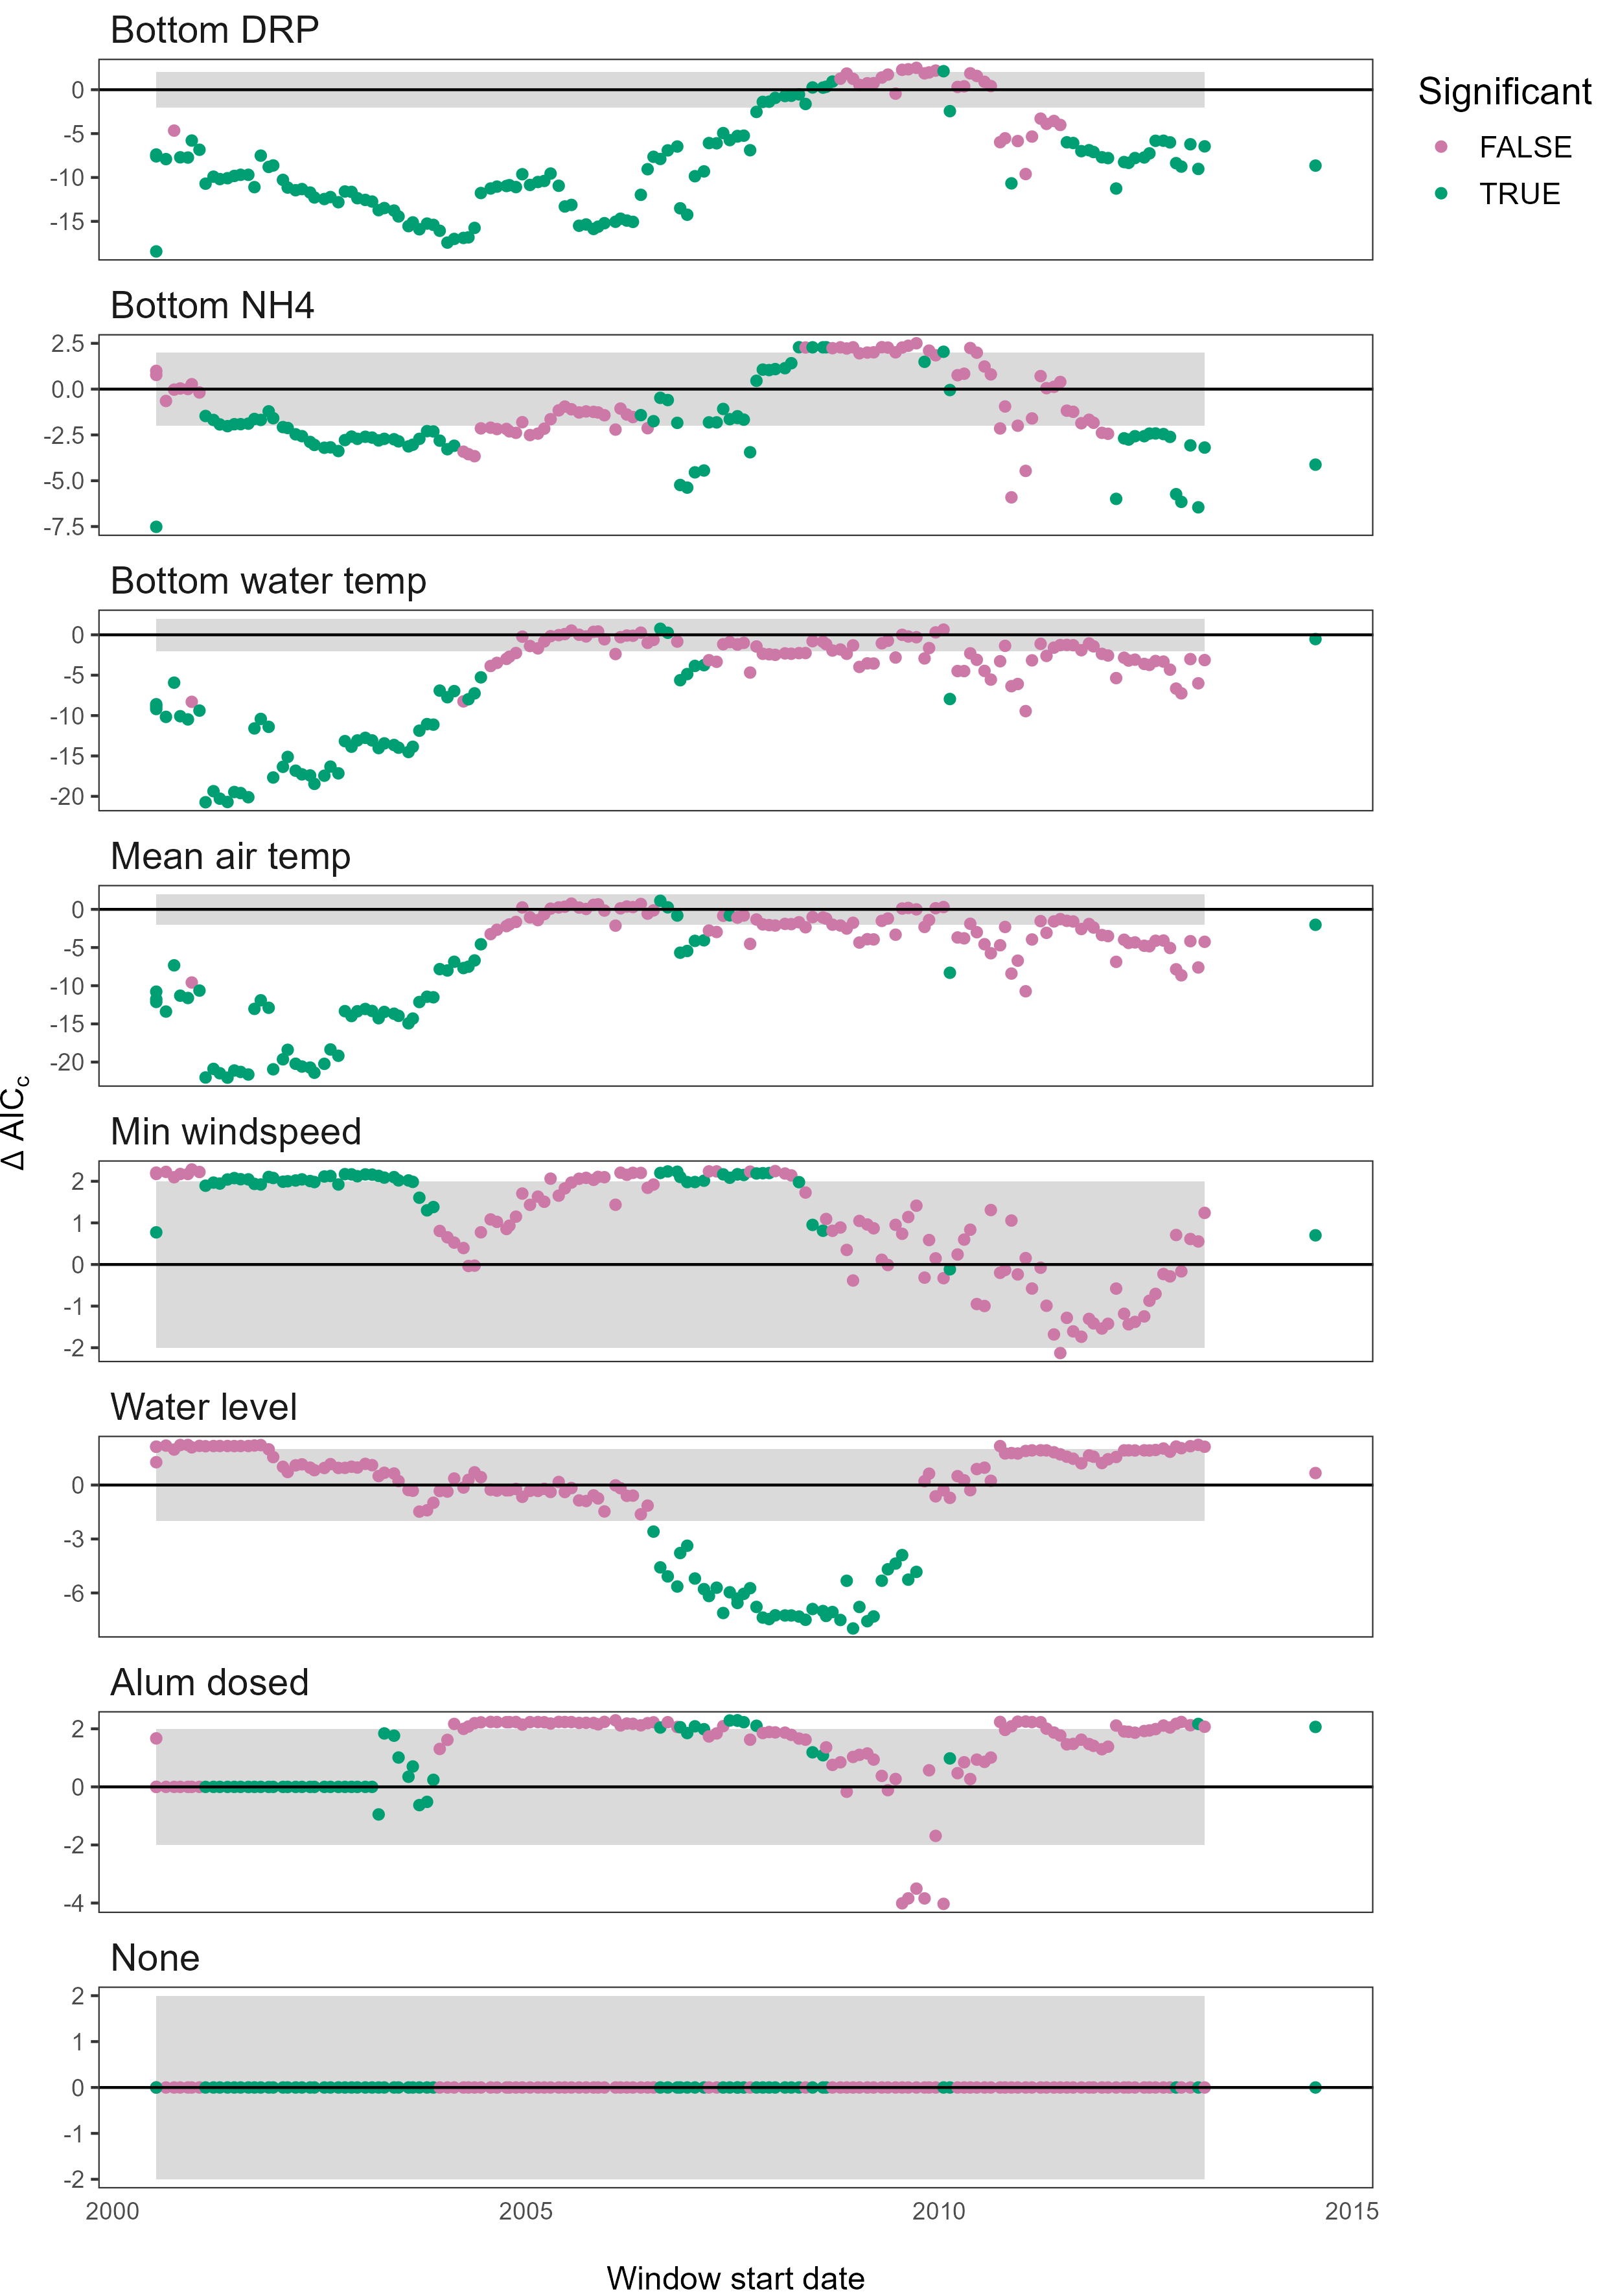 Bottom DRP
0
-5
-10
-15
Significant
FALSE
TRUE
Bottom NH4
2.5
0.0
-2.5
-5.0
-7.5
Bottom water temp
0
-5
-10
-15
-20
Mean air temp
0
-5
-10
-15
-20
Δ AICc
Min windspeed
2
1
0
-1
-2
Water level
0
-3
-6
Alum dosed
2
0
-2
-4
None
2
1
0
-1
-2
2000 2005 2010 2015
Window start date